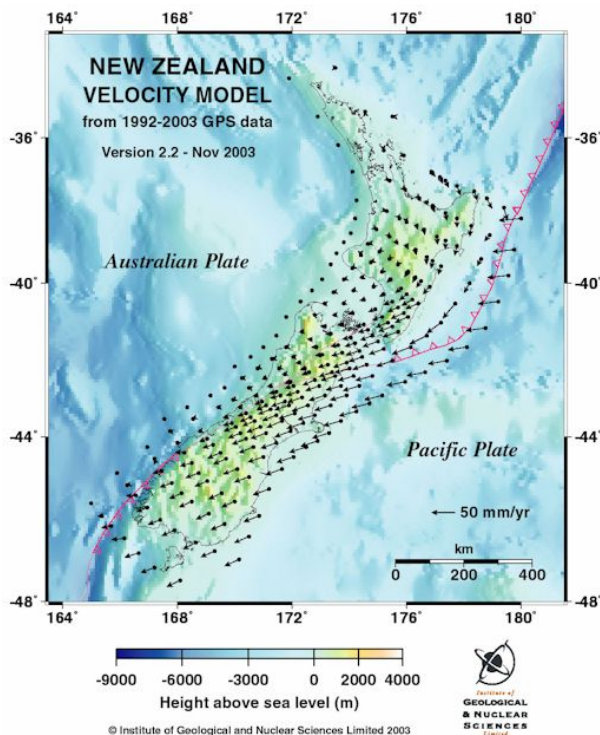 164° 168° 172° 176° 180°
NEW ZEALAND
VELOCITY MODEL
from 1992-2003 GPS data
Version 2.2 - Nov 2003
-36°
-36°
Australian Plate
-40°
-40°
-44°
-44°
Pacific Plate
50 mm/yr
km
0 200 400
-48°
-48°
164° 168° 172° 176° 180°
-9000 -6000 -3000 0 2000 4000
Height above sea level (m)
Institute of
GEOLOGICAL
& NUCLEAR
SCIENCES
Limited
© Institute of Geological and Nuclear Sciences Limited 2003